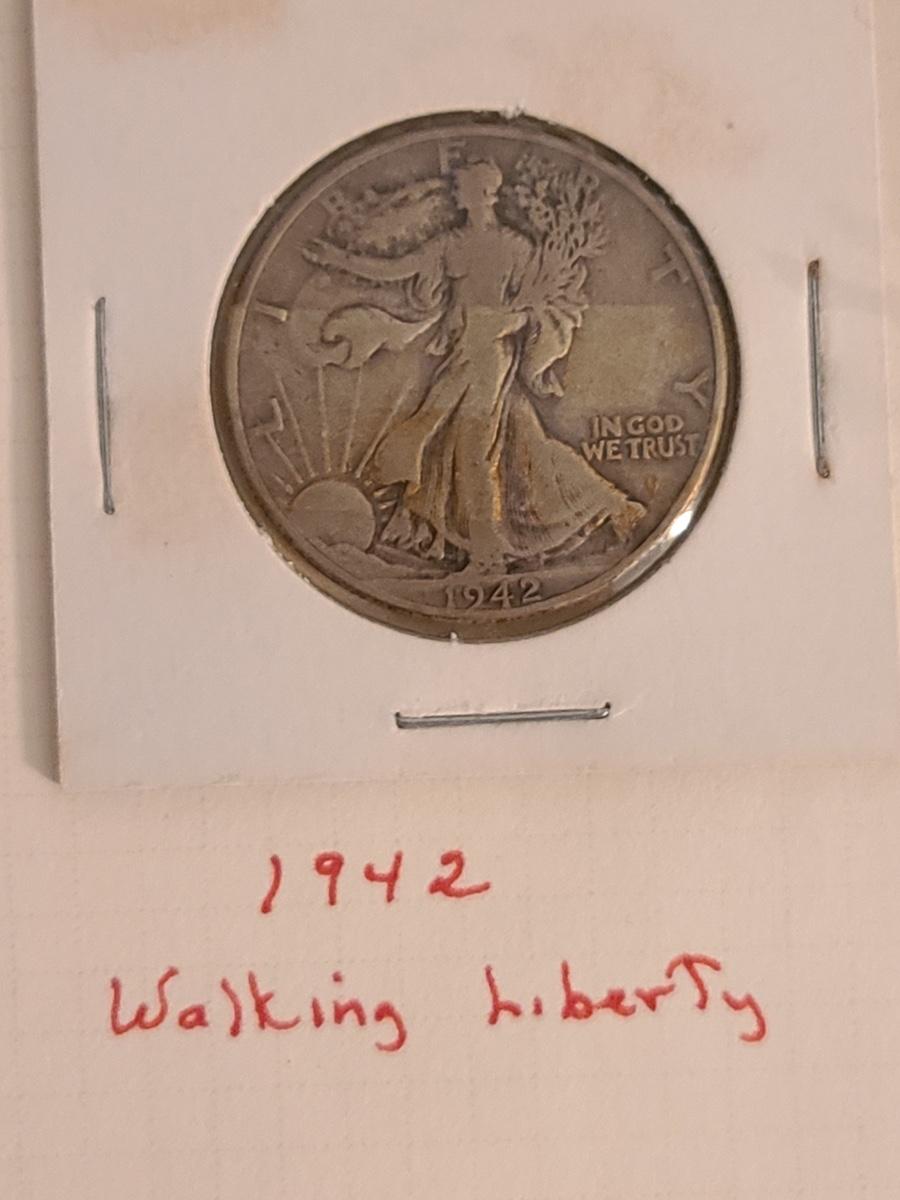 LIBERTY
IN GOD
WE TRUST
1942
1942
Walking Liberty